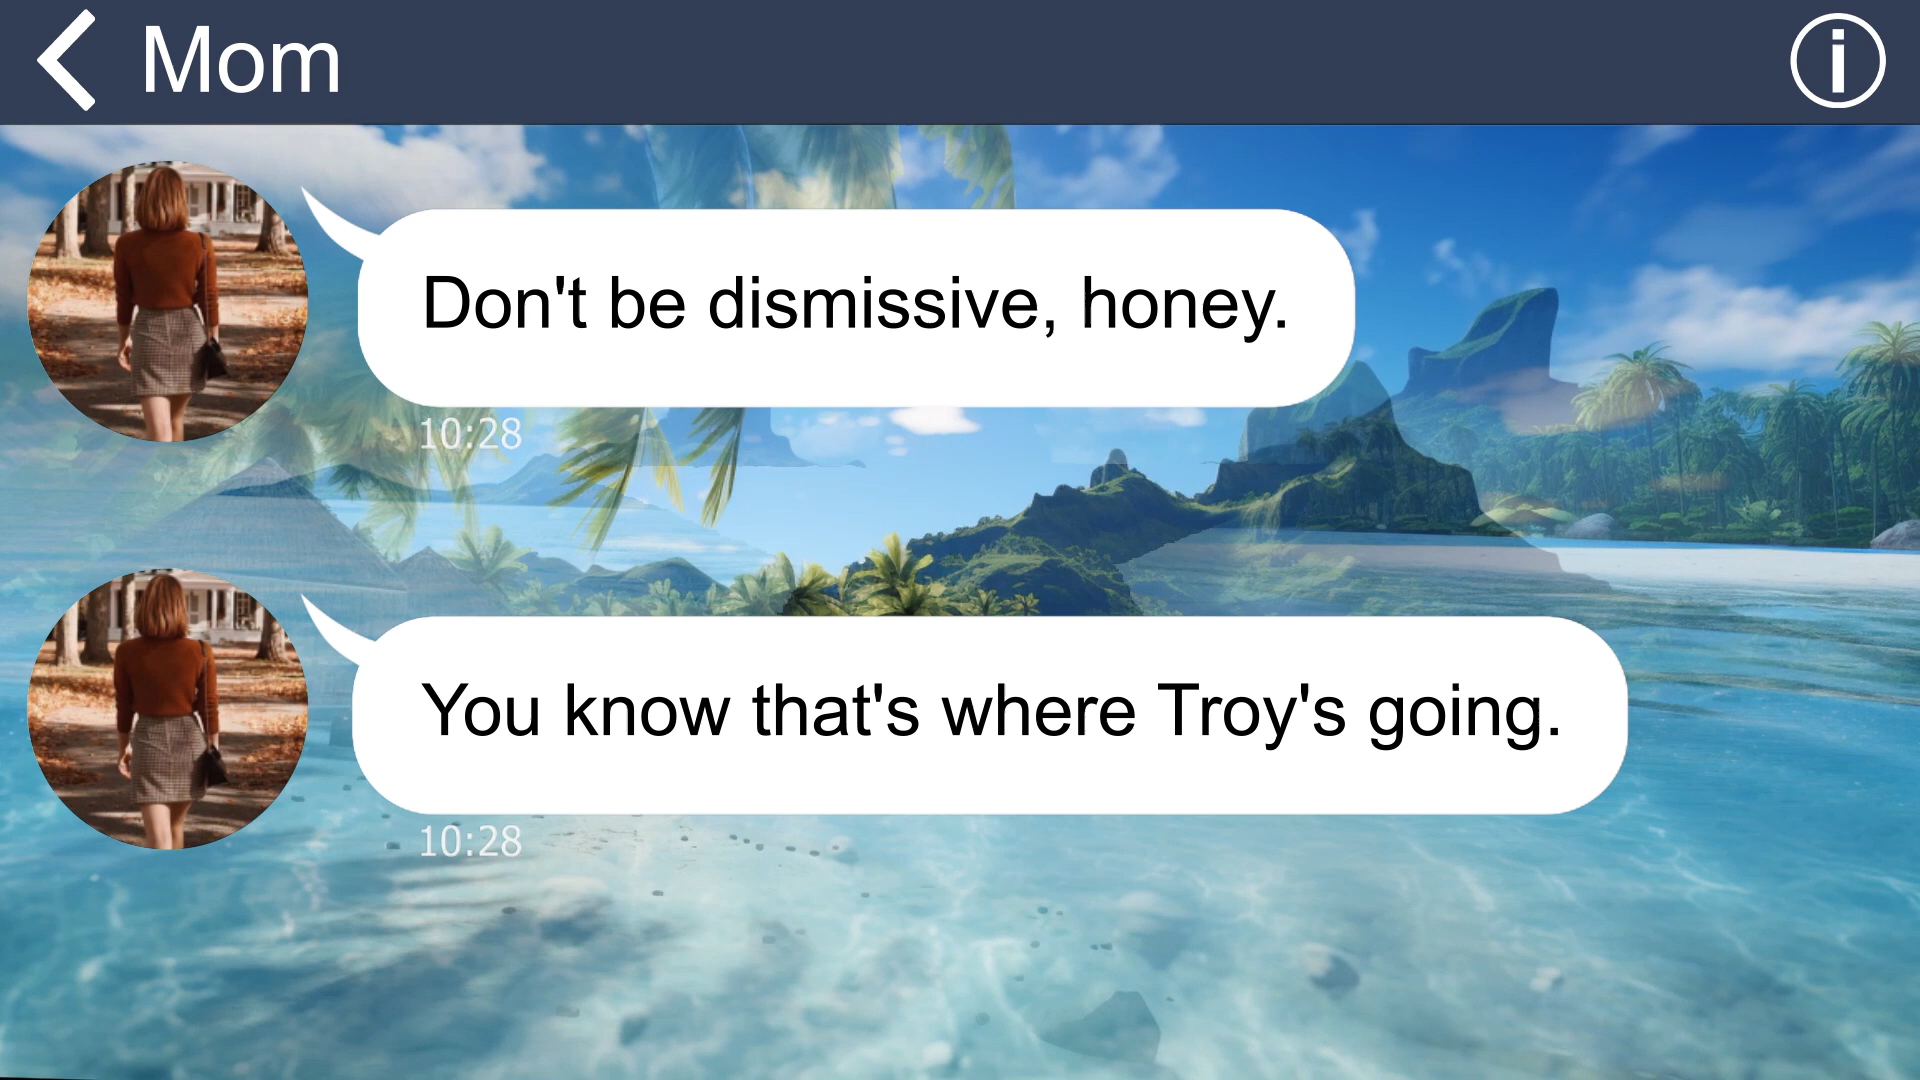 Mom
Don't be dismissive, honey.
10:28
You know that's where Troy's going.
10:28